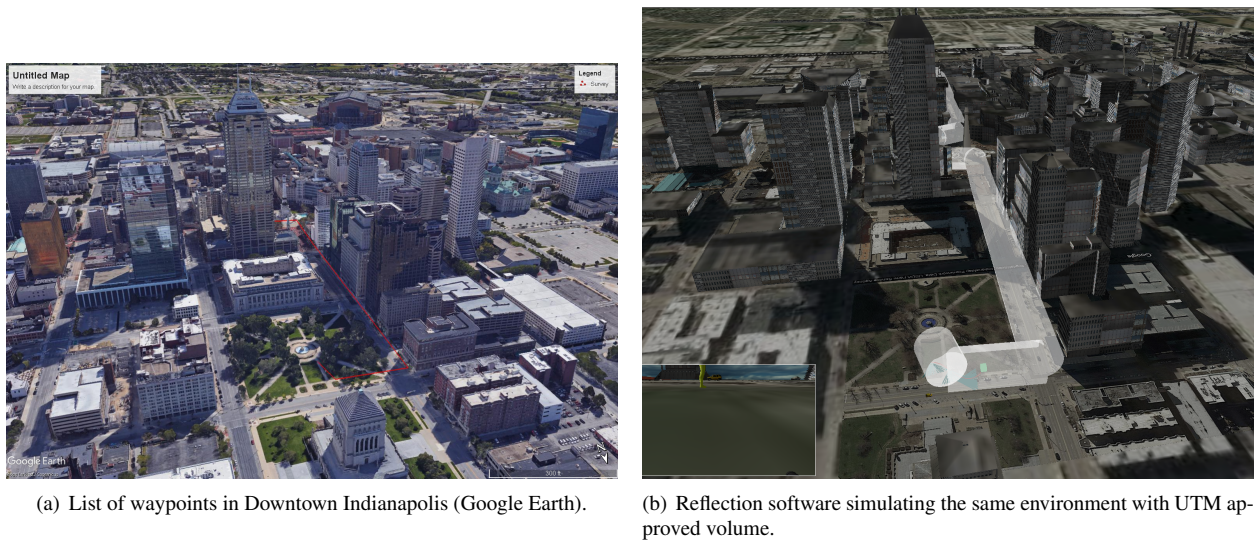 Untitled Map
Write a description for your map.
Legend
Survey
Google Earth
300 ft
Google
(a) List of waypoints in Downtown Indianapolis (Google Earth).
(b) Reflection software simulating the same environment with UTM ap-
proved volume.